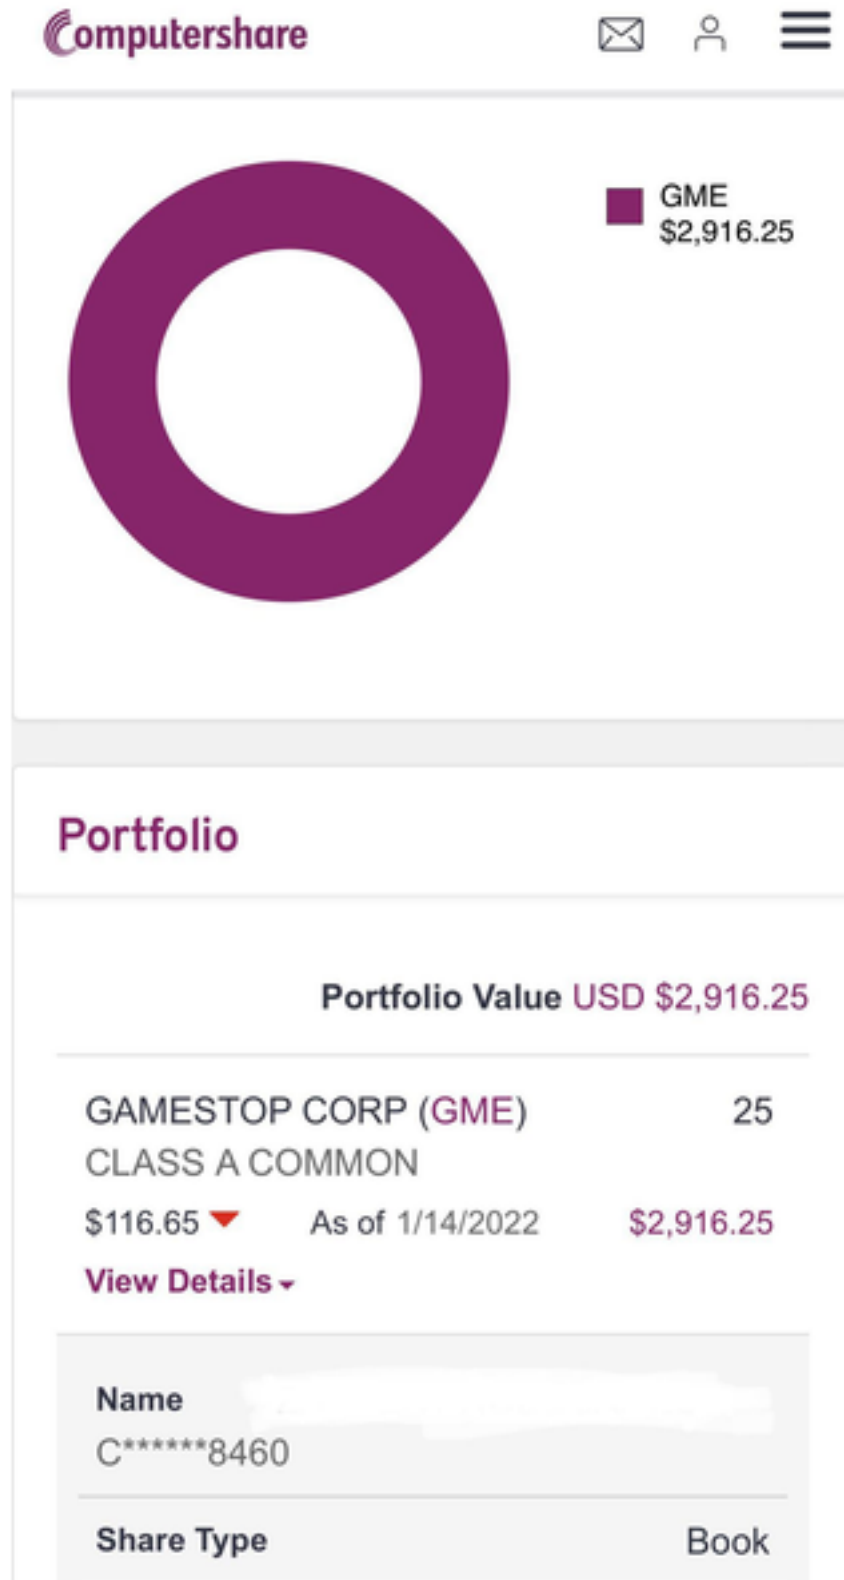 Computershare
GME
$2,916.25
Portfolio
Portfolio Value USD $2,916.25
GAMESTOP CORP (GME) 25
CLASS A COMMON
$116.65 As of 1/14/2022 $2,916.25
View Details
Name
C******8460
Share Type Book